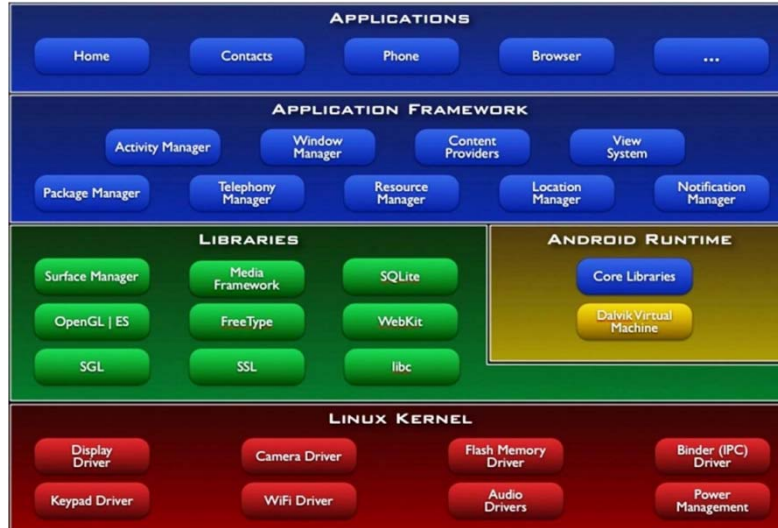 APPLICATIONS
Home
Contacts
Phone
Browser
...
APPLICATION FRAMEWORK
Activity Manager
Window
Manager
Content
Providers
View
System
Package Manager
Telephony
Manager
Resource
Manager
Location
Manager
Notification
Manager
LIBRARIES
Surface Manager
Media
Framework
SQLite
OpenGL | ES
FreeType
WebKit
SGL
SSL
libc
ANDROID RUNTIME
Core Libraries
Dalvik Virtual
Machine
LINUX KERNEL
Display
Driver
Camera Driver
Flash Memory
Driver
Binder (IPC)
Driver
Keypad Driver
WiFi Driver
Audio
Drivers
Power
Management